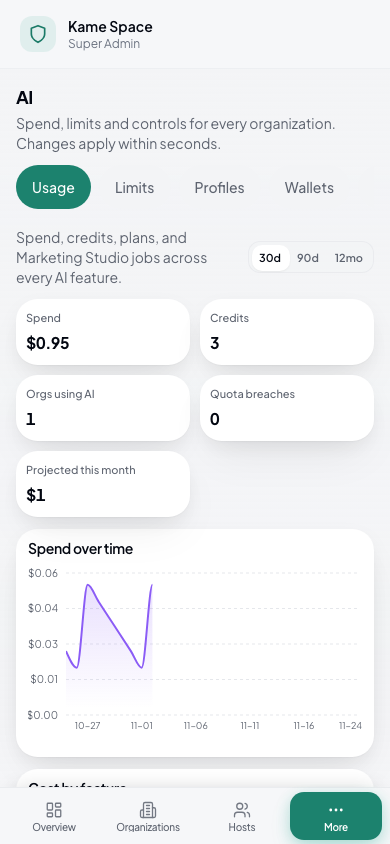 Kame Space
Super Admin
AI
Spend, limits and controls for every organization.
Changes apply within seconds.
Usage Limits Profiles Wallets
Spend, credits, plans, and
Marketing Studio jobs across
every AI feature.
30d 90d 12mo
Spend
$0.95
Credits
3
Orgs using AI
1
Quota breaches
0
Projected this month
$1
Spend over time
$0.06
$0.04
$0.03
$0.01
$0.00
10-27 11-01 11-06 11-11 11-16 11-24
Cost by feature
Overview Organizations Hosts More